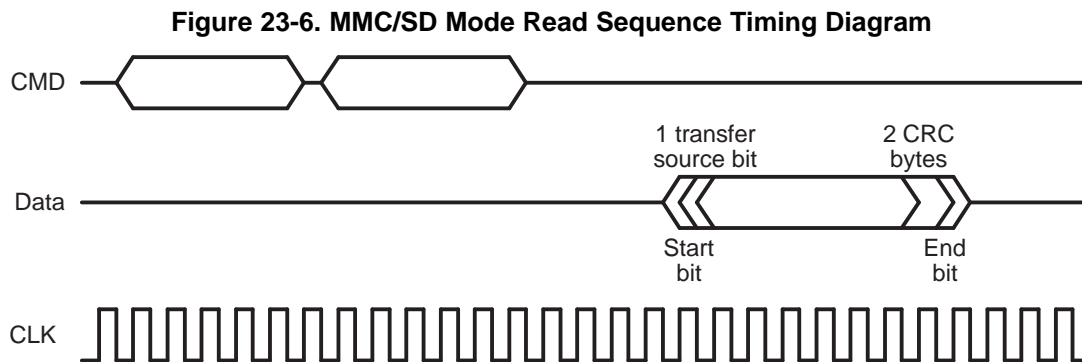 Figure 23-6. MMC/SD Mode Read Sequence Timing Diagram
CMD
1 transfer
source bit
2 CRC
bytes
Data
Start
bit
End
bit
CLK